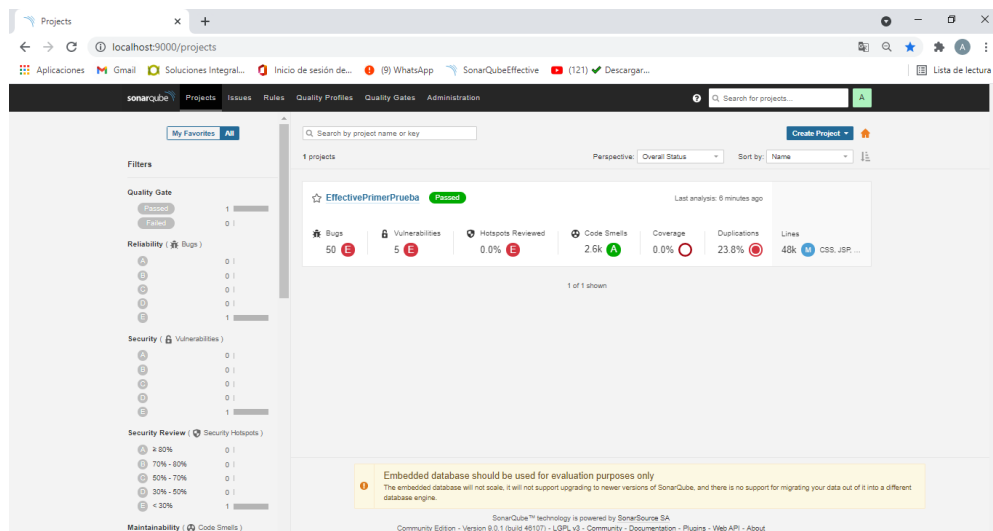 Projects
localhost:9000/projects
A
Aplicaciones Gmail Soluciones Integral... Inicio de sesión de... (9) WhatsApp SonarQubeEffective (121) ✔ Descargar... Lista de lectura
sonarqube Projects Issues Rules Quality Profiles Quality Gates Administration ? Search for projects... A
My Favorites All
Search by project name or key
Create Project
1 projects
Perspective: Overall Status Sort by: Name
Filters
Quality Gate
Passed 1
Failed 0
Reliability ( Bugs )
A 0
B 0
C 0
D 0
E 1
Security ( Vulnerabilities )
A 0
B 0
C 0
D 0
E 1
Security Review ( Security Hotspots )
A ≥ 80% 0
B 70% - 80% 0
C 50% - 70% 0
D 30% - 50% 0
E < 30% 1
Maintainability ( Code Smells )
EffectivePrimerPrueba Passed Last analysis: 6 minutes ago
Bugs Vulnerabilities Hotspots Reviewed Code Smells Coverage Duplications Lines
50 E 5 E 0.0% E 2.6k A 0.0% 23.8% 48k M CSS, JSP, ...
1 of 1 shown
Embedded database should be used for evaluation purposes only
The embedded database will not scale, it will not support upgrading to newer versions of SonarQube, and there is no support for migrating your data out of it into a different
database engine.
SonarQube™ technology is powered by SonarSource SA
Community Edition - Version 9.0.1 (build 46107) - LGPL v3 - Community - Documentation - Plugins - Web API - About